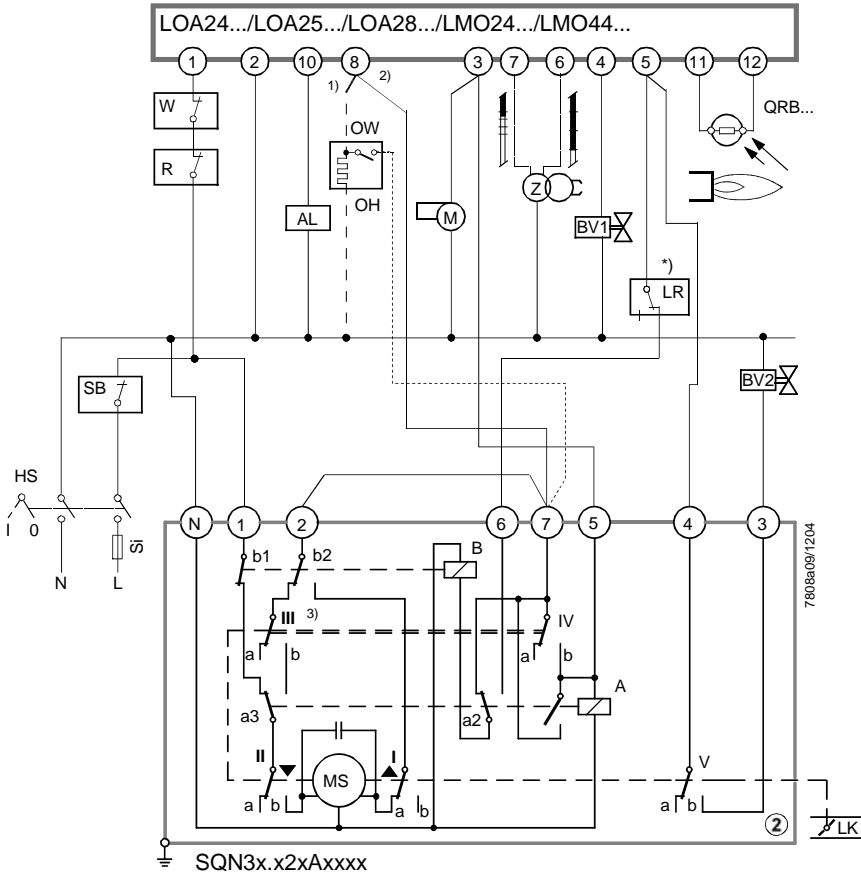 LOA24.../LOA25.../LOA28.../LMO24.../LMO44...
1 2 10 8 3 7 6 4 5 11 12
1) 2)
W
QRB...
OW
R
OH
AL
M
Z
BV1
*)
LR
SB
BV2
HS
I 0
Si
N L
N 1 2 6 7 5 4 3
b1 b2 B
7808a09/1204
III 3) IV
a b a b
A
a3 a2
II I V
MS
a b a b a b
2
LK
SQN3x.x2xAxxxx